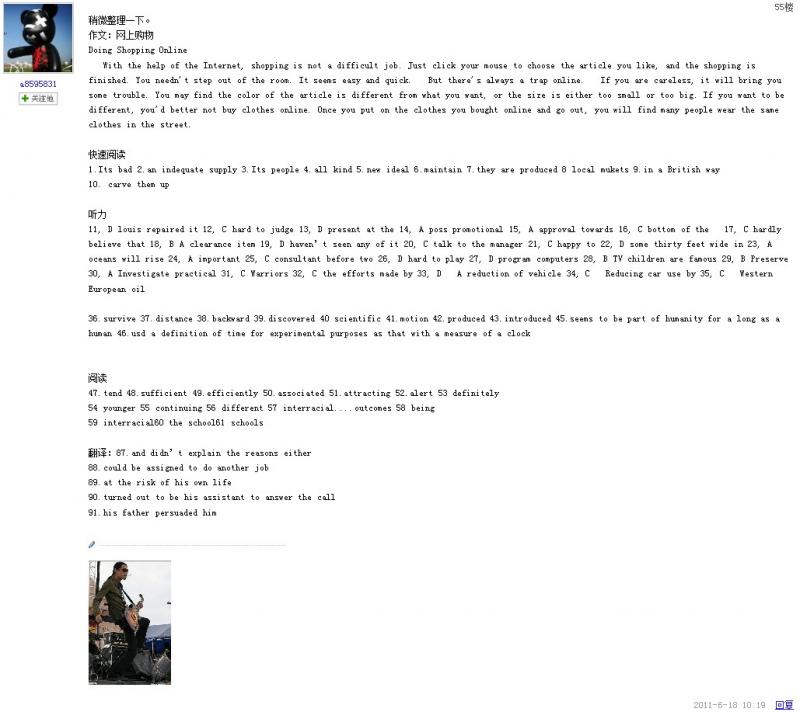 55楼
稍微整理一下。
作文：网上购物
Doing Shopping Online
With the help of the Internet, shopping is not a difficult job. Just click your mouse to choose the article you like, and the shopping is
finished. You needn't step out of the room. It seems easy and quick. But there's always a trap online. If you are careless, it will bring you
some trouble. You may find the color of the article is different from what you want, or the size is either too small or too big. If you want to be
different, you'd better not buy clothes online. Once you put on the clothes you bought online and go out, you will find many people wear the same
clothes in the street.
a8595831
关注他
快速阅读
1.Its bad 2.an indequate supply 3.Its people 4.all kind 5.new ideal 6.maintain 7.they are produced 8 local mukets 9.in a British way
10. carve them up
听力
11, D louis repaired it 12, C hard to judge 13, D present at the 14, A poss promotional 15, A approval towards 16, C bottom of the 17, C hardly
believe that 18, B A clearance item 19, D haven't seen any of it 20, C talk to the manager 21, C happy to 22, D some thirty feet wide in 23, A
oceans will rise 24, A important 25, C consultant before two 26, D hard to play 27, D program computers 28, B TV children are famous 29, B Preserve
30, A Investigate practical 31, C Warriors 32, C the efforts made by 33, D A reduction of vehicle 34, C Reducing car use by 35, C Western
European oil
36.survive 37.distance 38.backward 39.discovered 40 scientific 41.motion 42.produced 43.introduced 45.seems to be part of humanity for a long as a
human 46.usd a definition of time for experimental purposes as that with a measure of a clock
阅读
47.tend 48.sufficient 49.efficiently 50.associated 51.attracting 52.alert 53 definitely
54 younger 55 continuing 56 different 57 interracial....outcomes 58 being
59 interracial60 the school61 schools
翻译：87.and didn't explain the reasons either
88.could be assigned to do another job
89.at the risk of his own life
90.turned out to be his assistant to answer the call
91.his father persuaded him
2011-6-18 10:19 回复